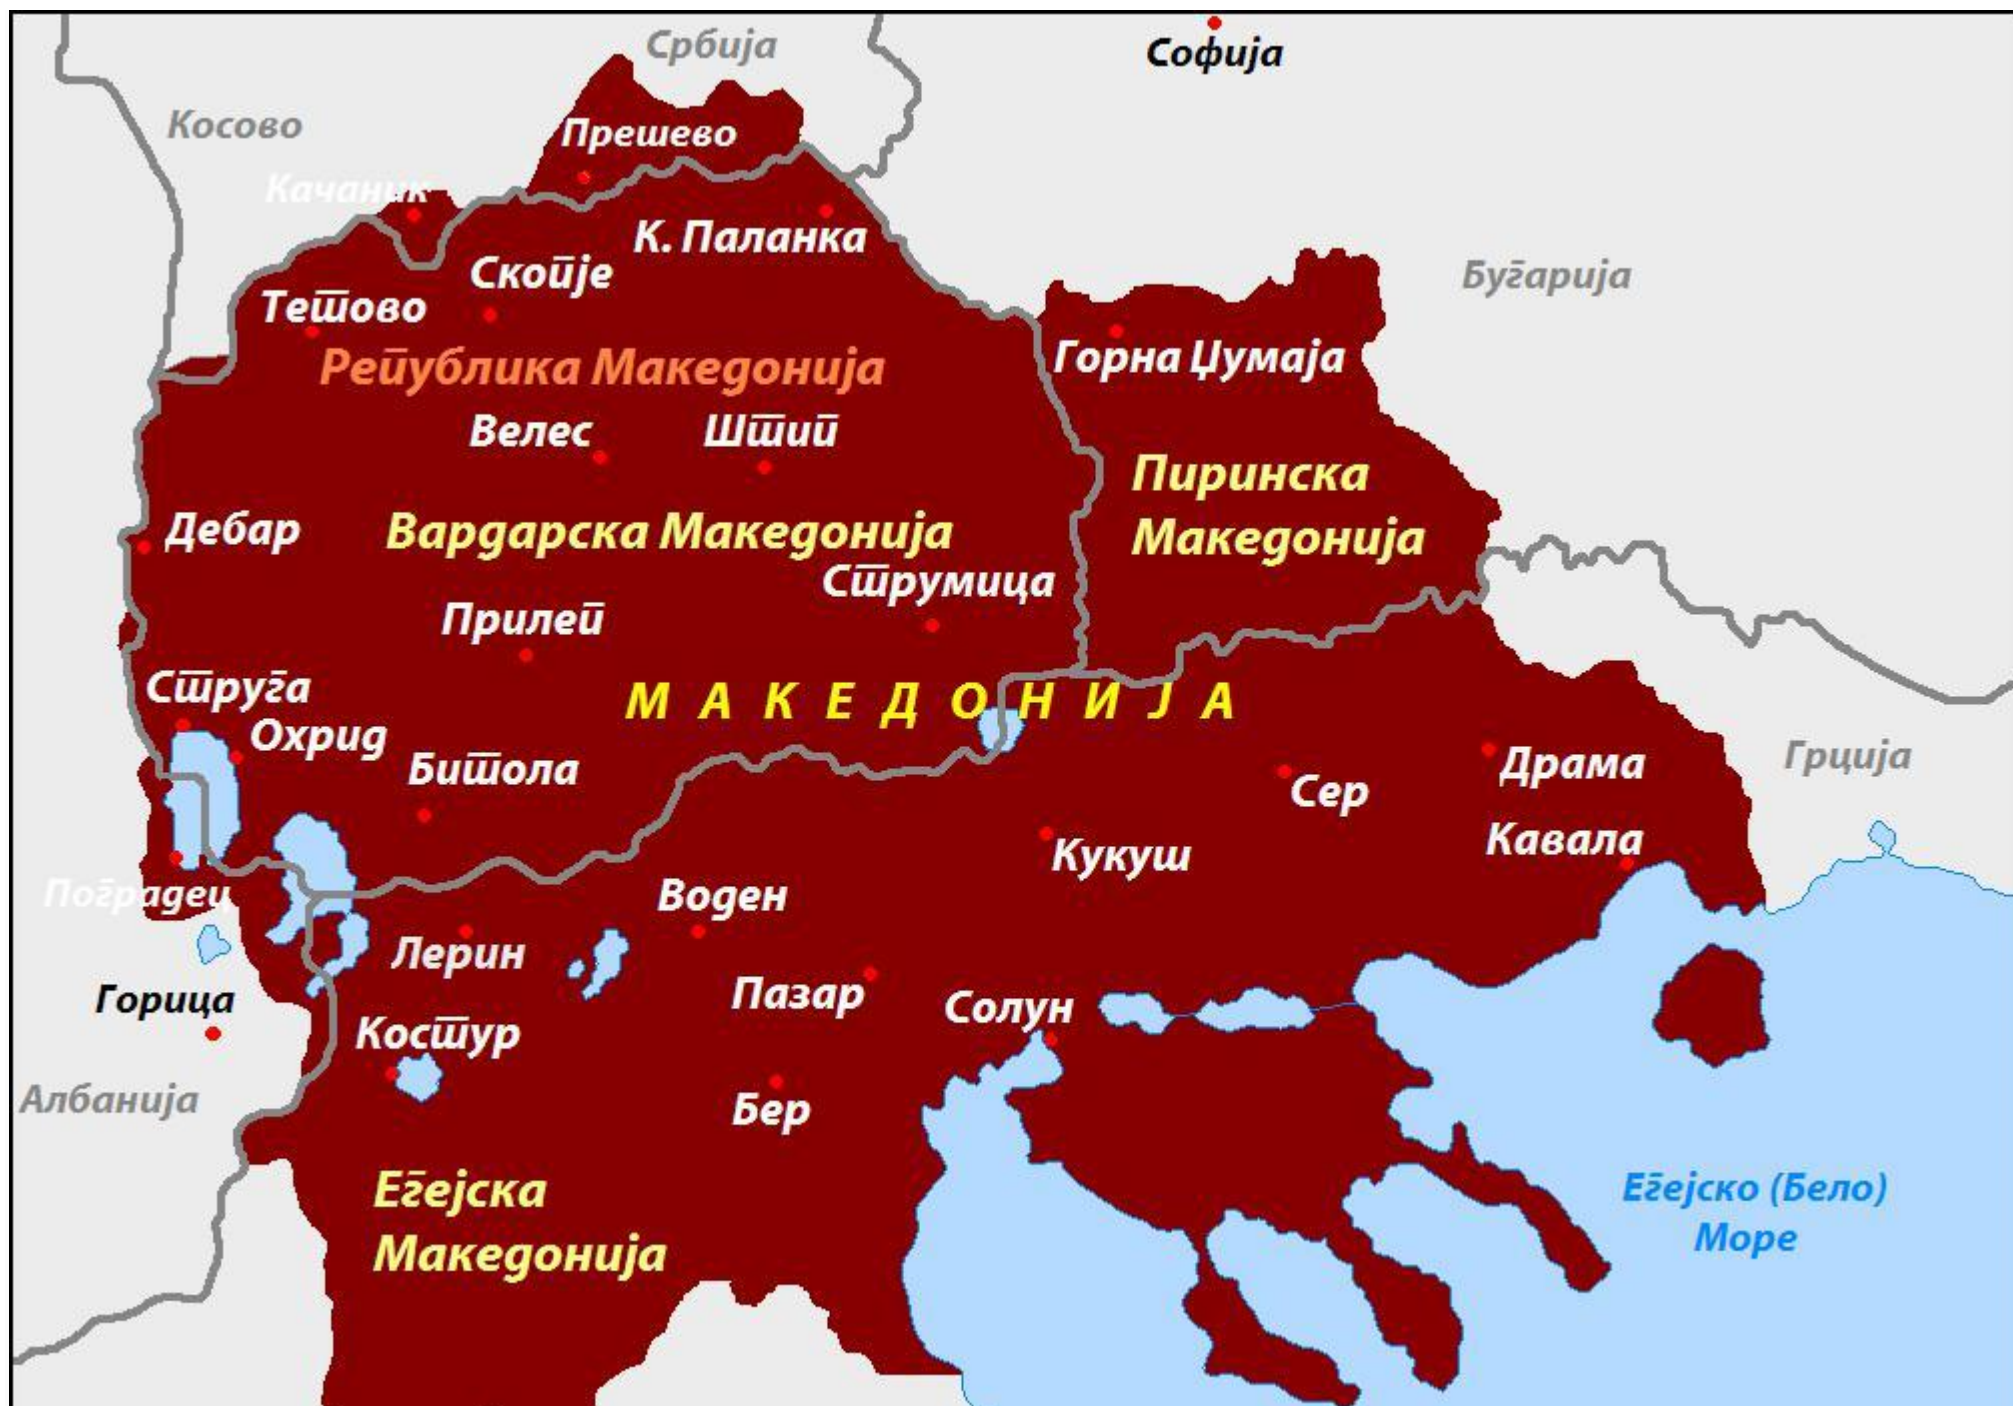 Србија
Софија
Косово
Прешево
Качаник
К. Паланка
Скопје
Бугарија
Тетово
Горна Џумаја
Република Македонија
Велес
Штип
Пиринска
Македонија
Дебар
Вардарска Македонија
Струмица
Прилеп
Струга
МАКЕДОНИЈА
Охрид
Битола
Драма
Грција
Сер
Кавала
Кукуш
Поградец
Воден
Лерин
Пазар
Горица
Солун
Костур
Албанија
Бер
Егејска
Македонија
Егејско (Бело)
Море